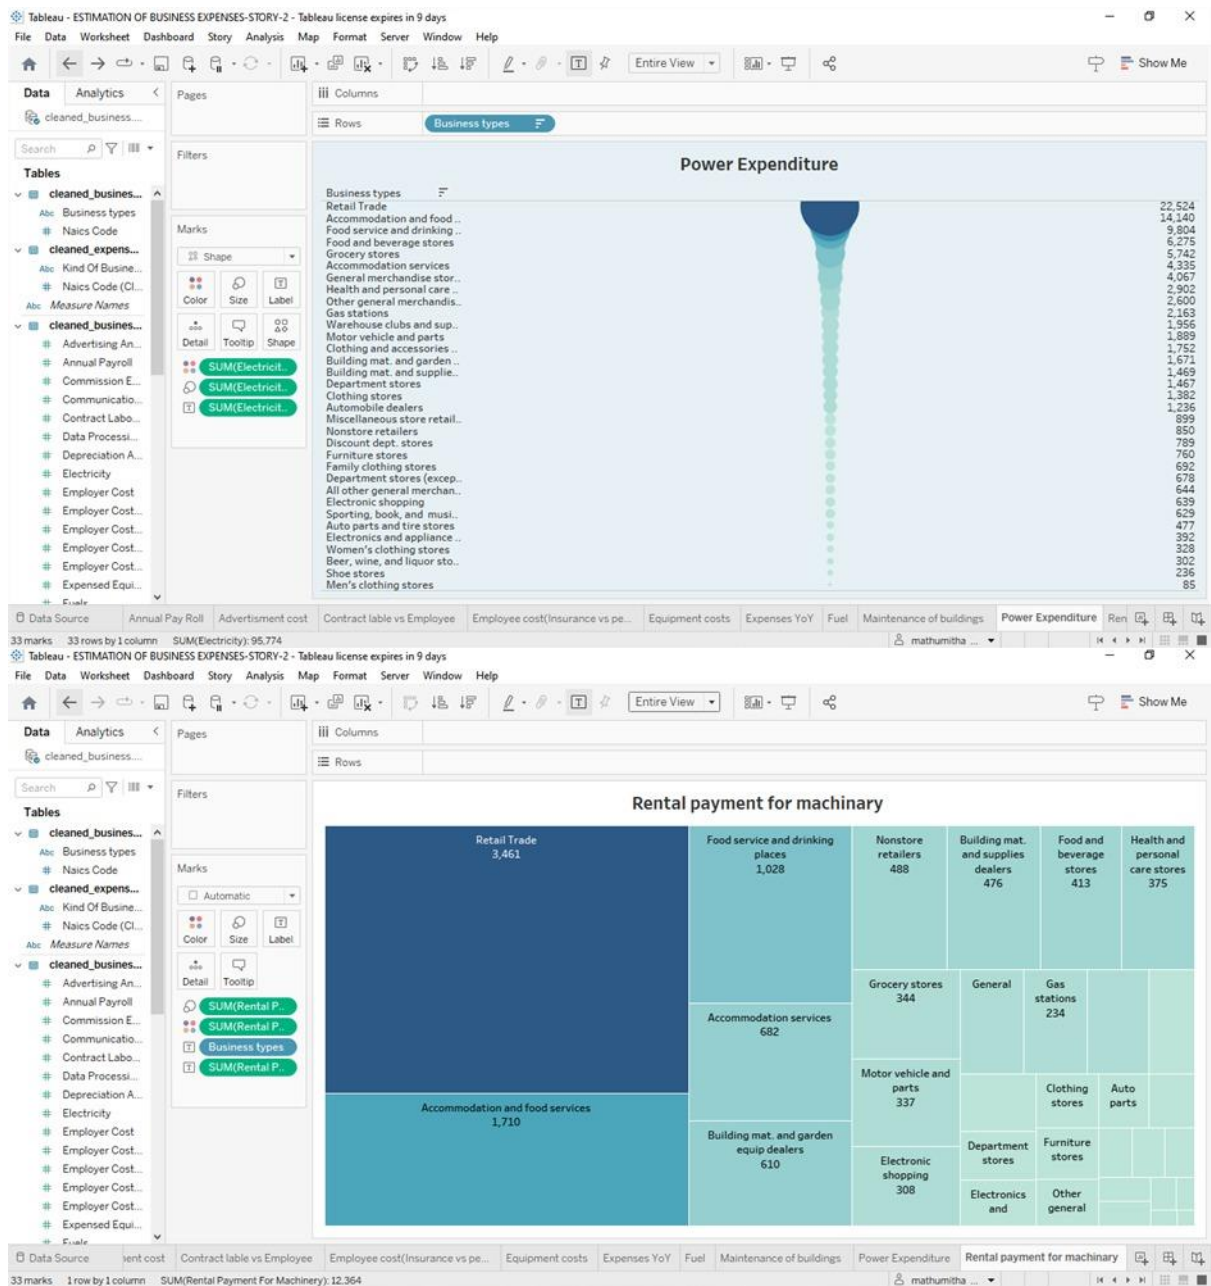 Tableau - ESTIMATION OF BUSINESS EXPENSES-STORY-2 - Tableau license expires in 9 days
File Data Worksheet Dashboard Story Analysis Map Format Server Window Help
Entire View
Show Me
Data Analytics
Pages
Columns
cleaned_business....
Rows Business types
Search
Filters
Tables
cleaned_busines...
Abc Business types
# Naics Code
cleaned_expens...
Abc Kind Of Busine...
# Naics Code (Cl...
Abc Measure Names
cleaned_busines...
# Advertising An...
# Annual Payroll
# Commission E...
# Communicatio...
# Contract Labo...
# Data Processi...
# Depreciation A...
# Electricity
# Employer Cost
# Employer Cost...
# Employer Cost...
# Employer Cost...
# Employer Cost...
# Expensed Equi...
# Fuels
Marks
Shape
Color Size Label
Detail Tooltip Shape
SUM(Electricit..
SUM(Electricit..
SUM(Electricit..
Power Expenditure
Business types
Retail Trade 22,524
Accommodation and food .. 14,140
Food service and drinking .. 9,804
Food and beverage stores 6,275
Grocery stores 5,742
Accommodation services 4,335
General merchandise stor.. 4,067
Health and personal care .. 2,902
Other general merchandis.. 2,600
Gas stations 2,163
Warehouse clubs and sup.. 1,956
Motor vehicle and parts 1,889
Clothing and accessories .. 1,752
Building mat. and garden .. 1,671
Building mat. and supplie.. 1,469
Department stores 1,467
Clothing stores 1,382
Automobile dealers 1,236
Miscellaneous store retail.. 899
Nonstore retailers 850
Discount dept. stores 789
Furniture stores 760
Family clothing stores 692
Department stores (excep.. 678
All other general merchan.. 644
Electronic shopping 639
Sporting, book, and musi.. 629
Auto parts and tire stores 477
Electronics and appliance .. 392
Women's clothing stores 328
Beer, wine, and liquor sto.. 302
Shoe stores 236
Men's clothing stores 85
Data Source Annual Pay Roll Advertisment cost Contract lable vs Employee Employee cost(Insurance vs pe... Equipment costs Expenses YoY Fuel Maintenance of buildings Power Expenditure Ren
33 marks 33 rows by 1 column SUM(Electricity): 95,774 mathumitha ...
Tableau - ESTIMATION OF BUSINESS EXPENSES-STORY-2 - Tableau license expires in 9 days
File Data Worksheet Dashboard Story Analysis Map Format Server Window Help
Entire View
Show Me
Data Analytics
Pages
Columns
cleaned_business....
Rows
Search
Filters
Tables
cleaned_busines...
Abc Business types
# Naics Code
cleaned_expens...
Abc Kind Of Busine...
# Naics Code (Cl...
Abc Measure Names
cleaned_busines...
# Advertising An...
# Annual Payroll
# Commission E...
# Communicatio...
# Contract Labo...
# Data Processi...
# Depreciation A...
# Electricity
# Employer Cost
# Employer Cost...
# Employer Cost...
# Employer Cost...
# Employer Cost...
# Expensed Equi...
# Fuels
Marks
Automatic
Color Size Label
Detail Tooltip
SUM(Rental P..
SUM(Rental P..
Business types
SUM(Rental P..
Rental payment for machinary
Retail Trade
3,461
Accommodation and food services
1,710
Food service and drinking
places
1,028
Accommodation services
682
Building mat. and garden
equip dealers
610
Nonstore
retailers
488
Building mat.
and supplies
dealers
476
Food and
beverage
stores
413
Health and
personal
care stores
375
Grocery stores
344
General
Gas
stations
234
Motor vehicle and
parts
337
Clothing
stores
Auto
parts
Electronic
shopping
308
Department
stores
Furniture
stores
Electronics
and
Other
general
Data Source ment cost Contract lable vs Employee Employee cost(Insurance vs pe... Equipment costs Expenses YoY Fuel Maintenance of buildings Power Expenditure Rental payment for machinary
33 marks 1 row by 1 column SUM(Rental Payment For Machinery): 12,364 mathumitha ...